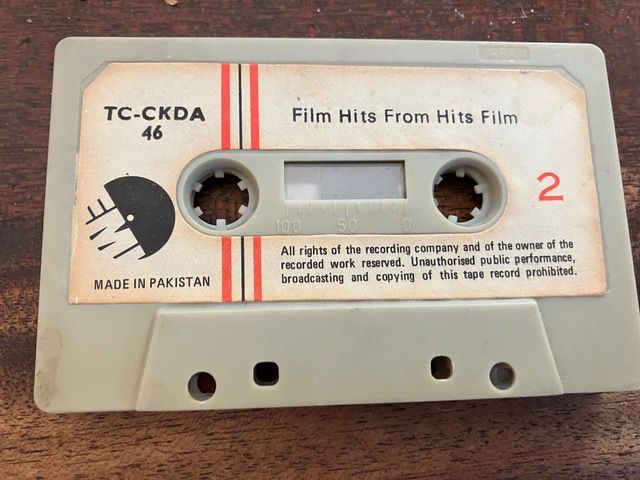 TC-CKDA
46
Film Hits From Hits Film
2
100 50 0
EMI
MADE IN PAKISTAN
All rights of the recording company and of the owner of the
recorded work reserved. Unauthorised public performance,
broadcasting and copying of this tape record prohibited.